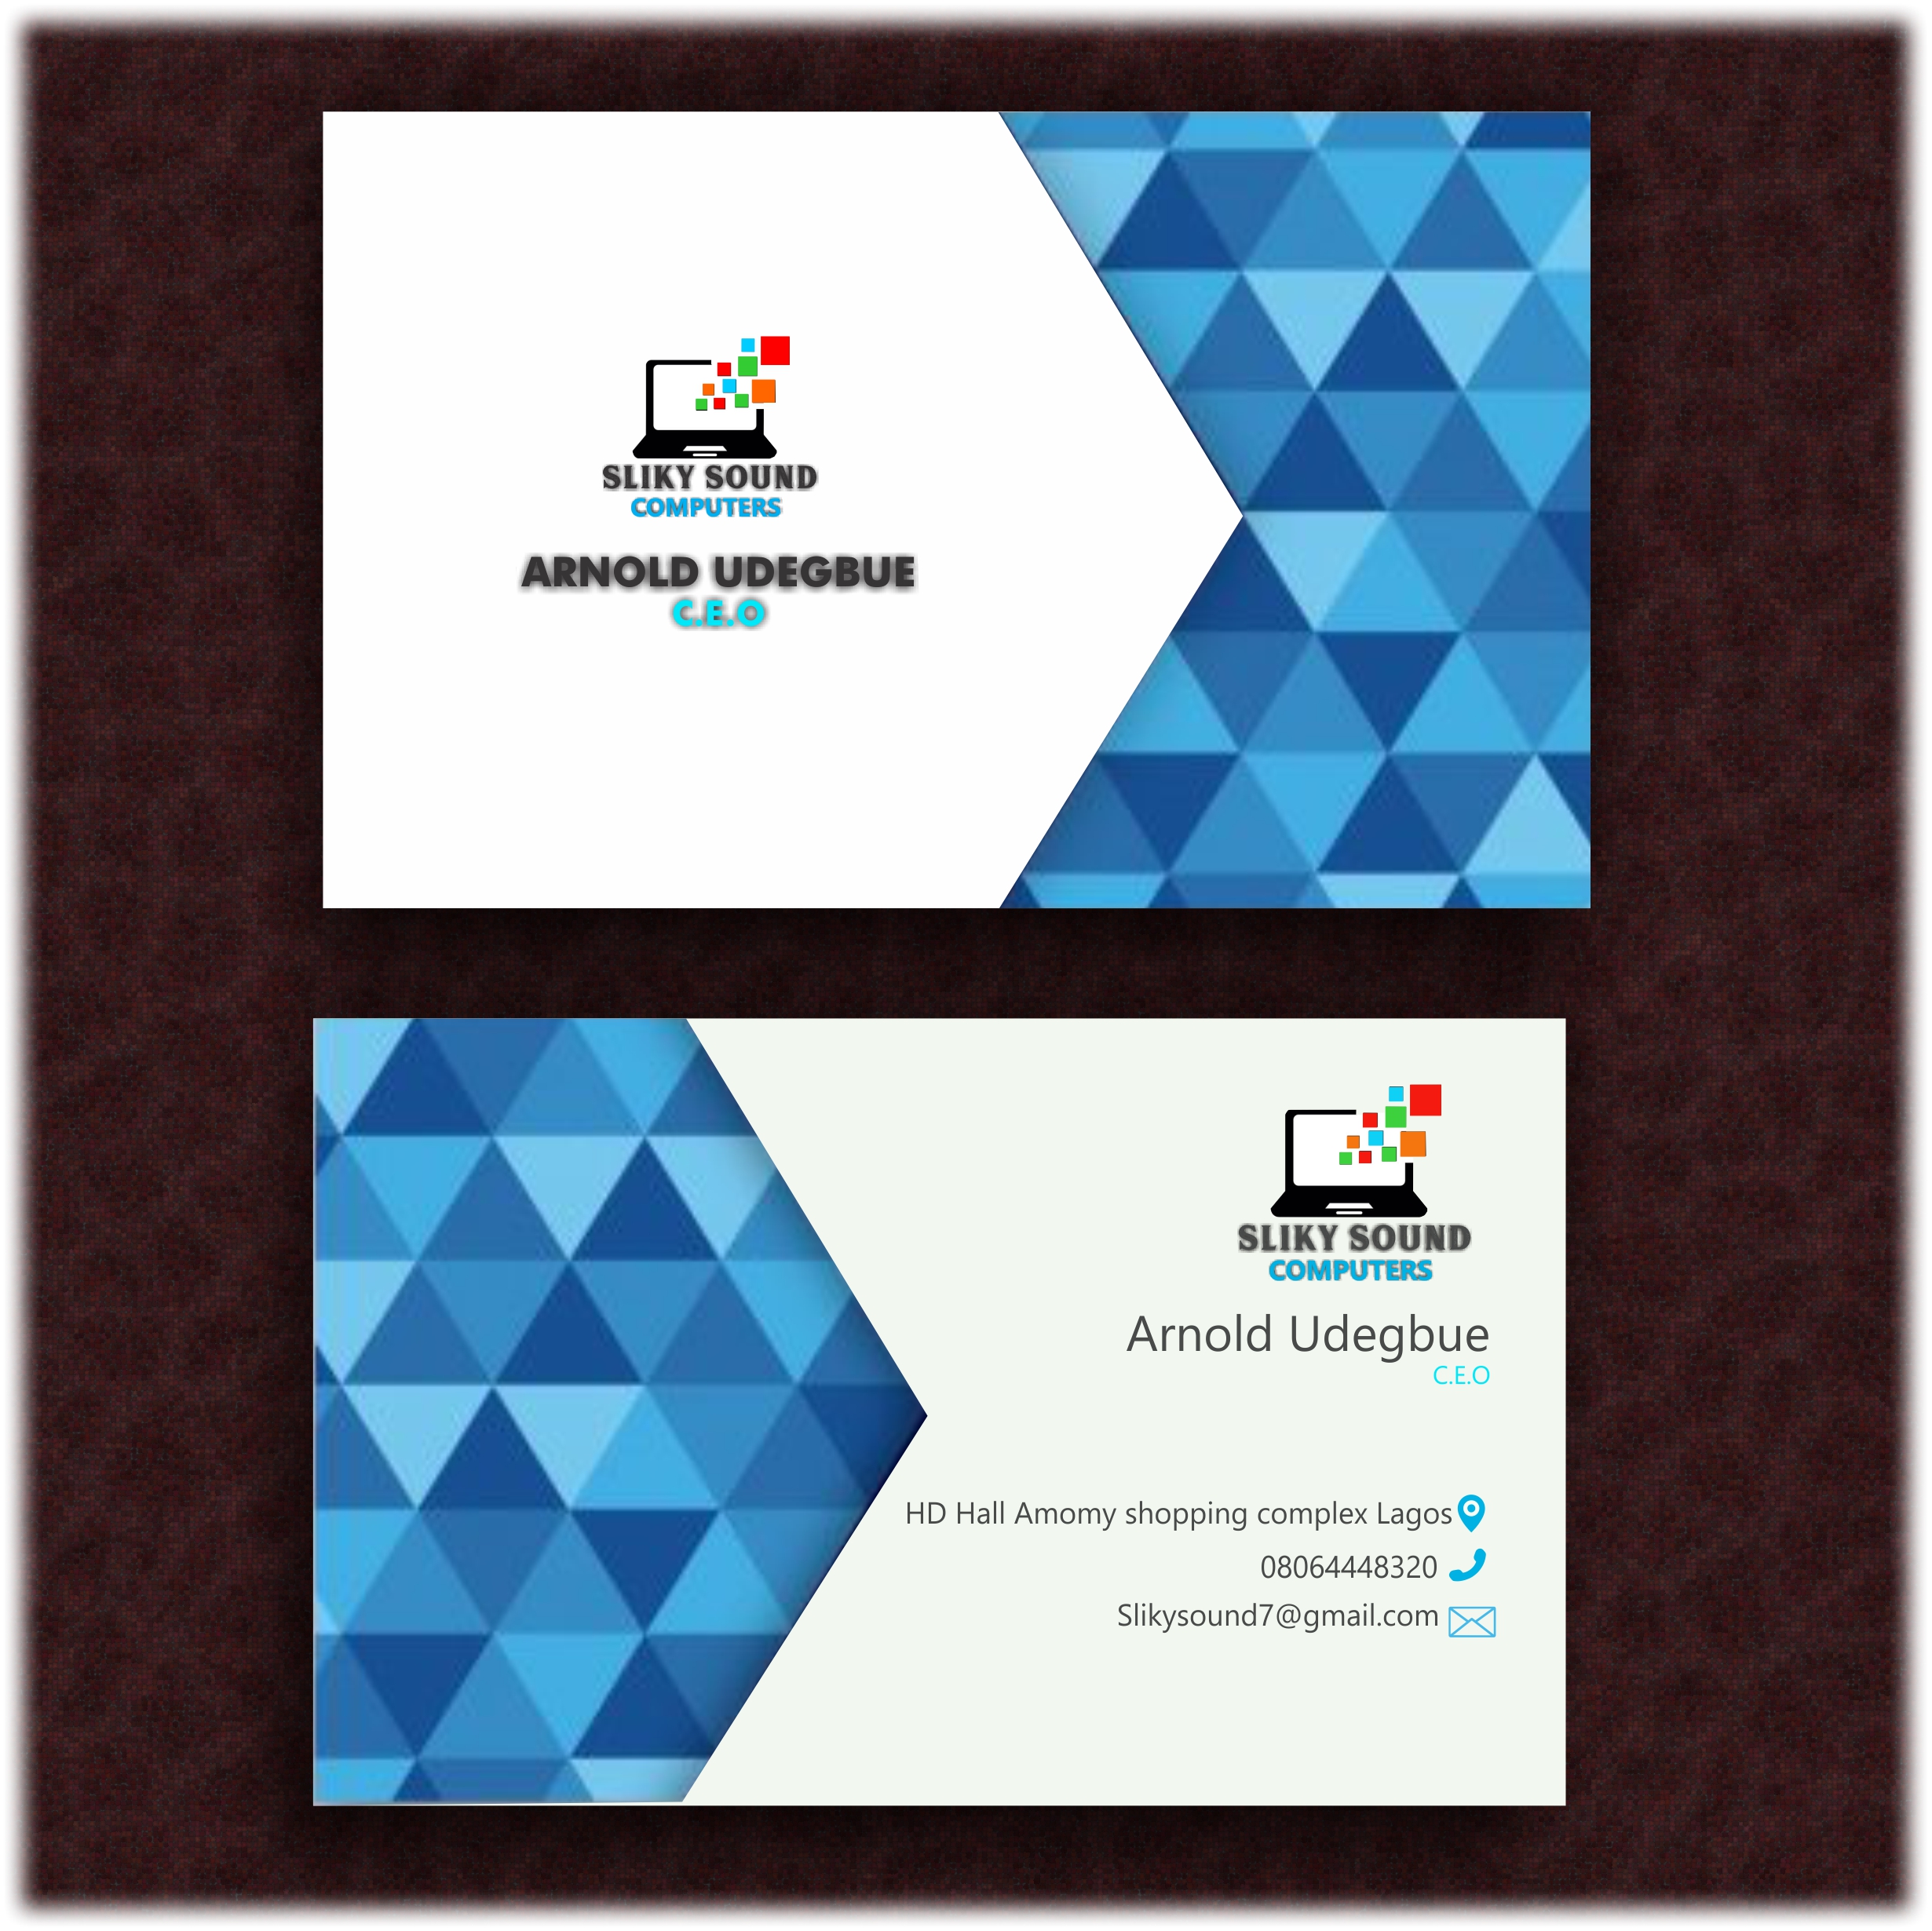 SLIKY SOUND
COMPUTERS
ARNOLD UDEGBUE
C.E.O
SLIKY SOUND
COMPUTERS
Arnold Udegbue
C.E.O
HD Hall Amomy shopping complex Lagos
08064448320
Slikysound7@gmail.com